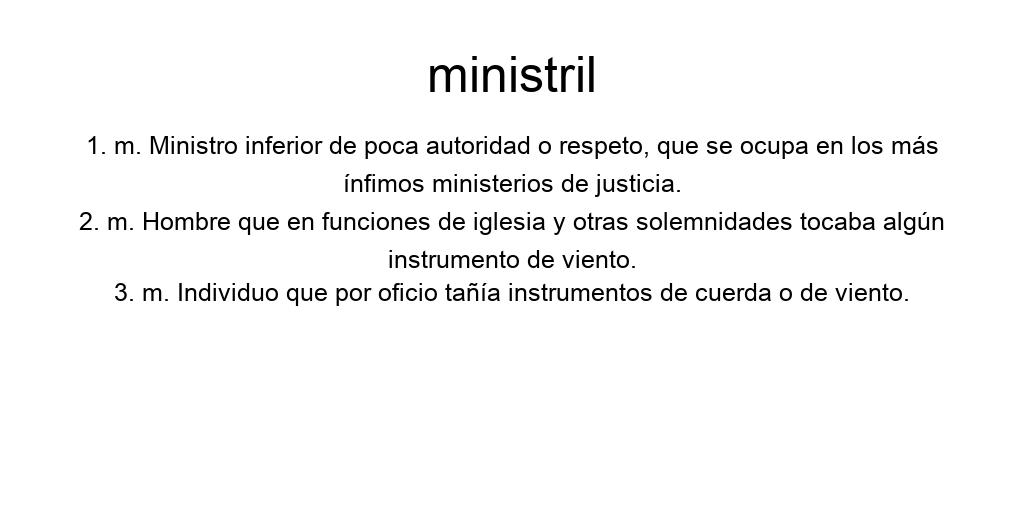 ministril
1. m. Ministro inferior de poca autoridad o respeto, que se ocupa en los más
ínfimos ministerios de justicia.
2. m. Hombre que en funciones de iglesia y otras solemnidades tocaba algún
instrumento de viento.
3. m. Individuo que por oficio tañía instrumentos de cuerda o de viento.